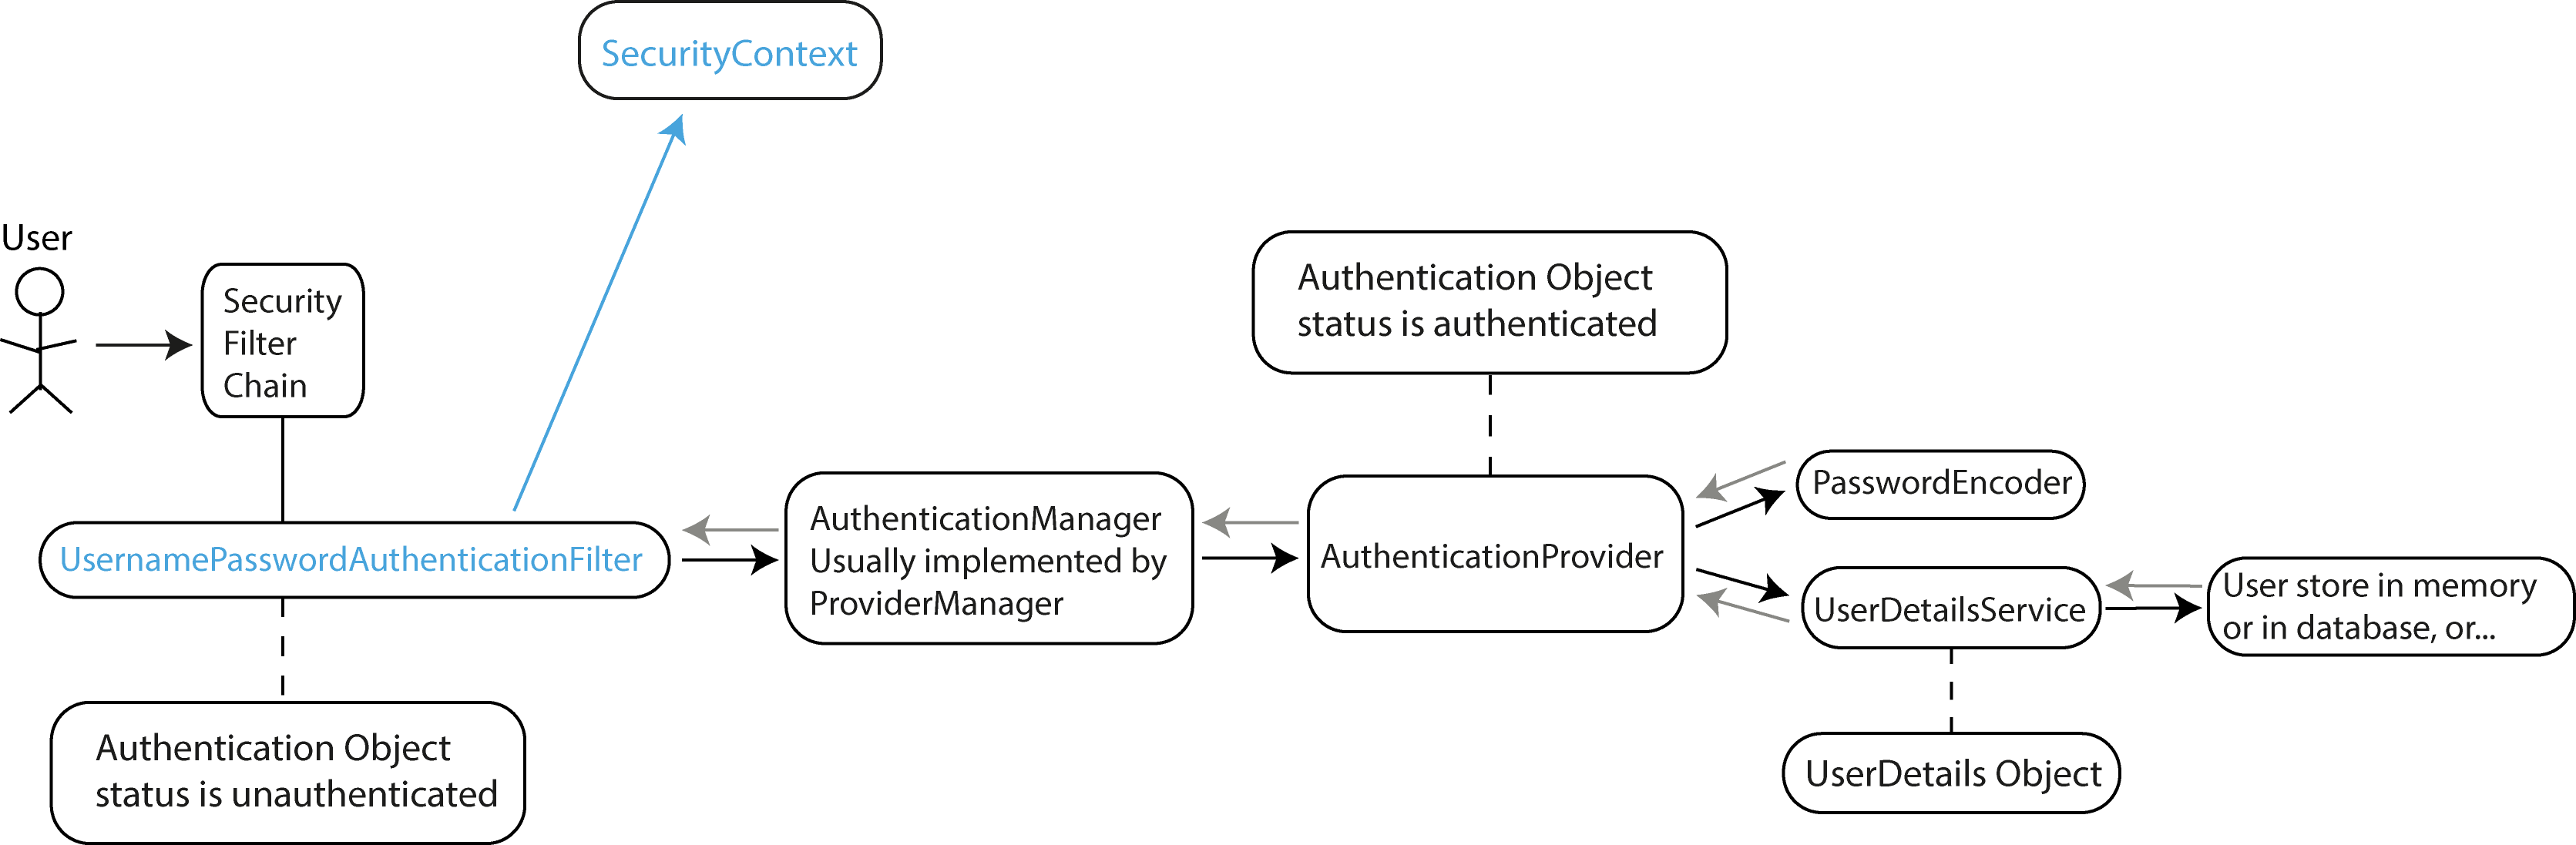 SecurityContext
User
Security
Filter
Chain
Authentication Object
status is authenticated
UsernamePasswordAuthenticationFilter
AuthenticationManager
Usually implemented by
ProviderManager
AuthenticationProvider
PasswordEncoder
UserDetailsService
User store in memory
or in database, or...
Authentication Object
status is unauthenticated
UserDetails Object